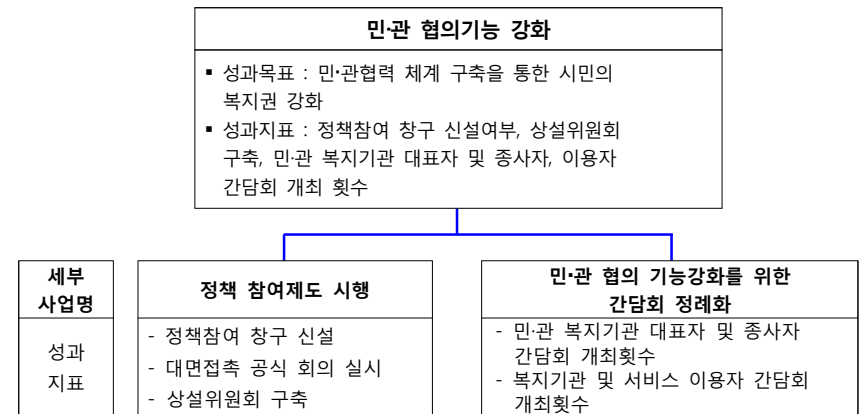 민·관 협의기능 강화
▪ 성과목표 : 민·관협력 체계 구축을 통한 시민의
복지권 강화
▪ 성과지표 : 정책참여 창구 신설여부, 상설위원회
구축, 민·관 복지기관 대표자 및 종사자, 이용자
간담회 개최 횟수
세부
사업명
정책 참여제도 시행
민·관 협의 기능강화를 위한
간담회 정례화
성과
지표
- 정책참여 창구 신설
- 대면접촉 공식 회의 실시
- 상설위원회 구축
- 민·관 복지기관 대표자 및 종사자
간담회 개최횟수
- 복지기관 및 서비스 이용자 간담회
개최횟수